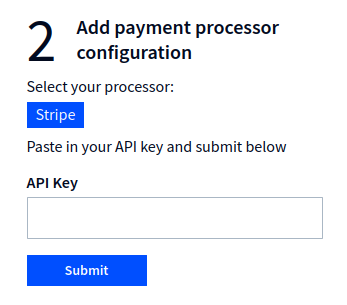 2
Add payment processor
configuration
Select your processor:
Stripe
Paste in your API key and submit below
API Key
Submit